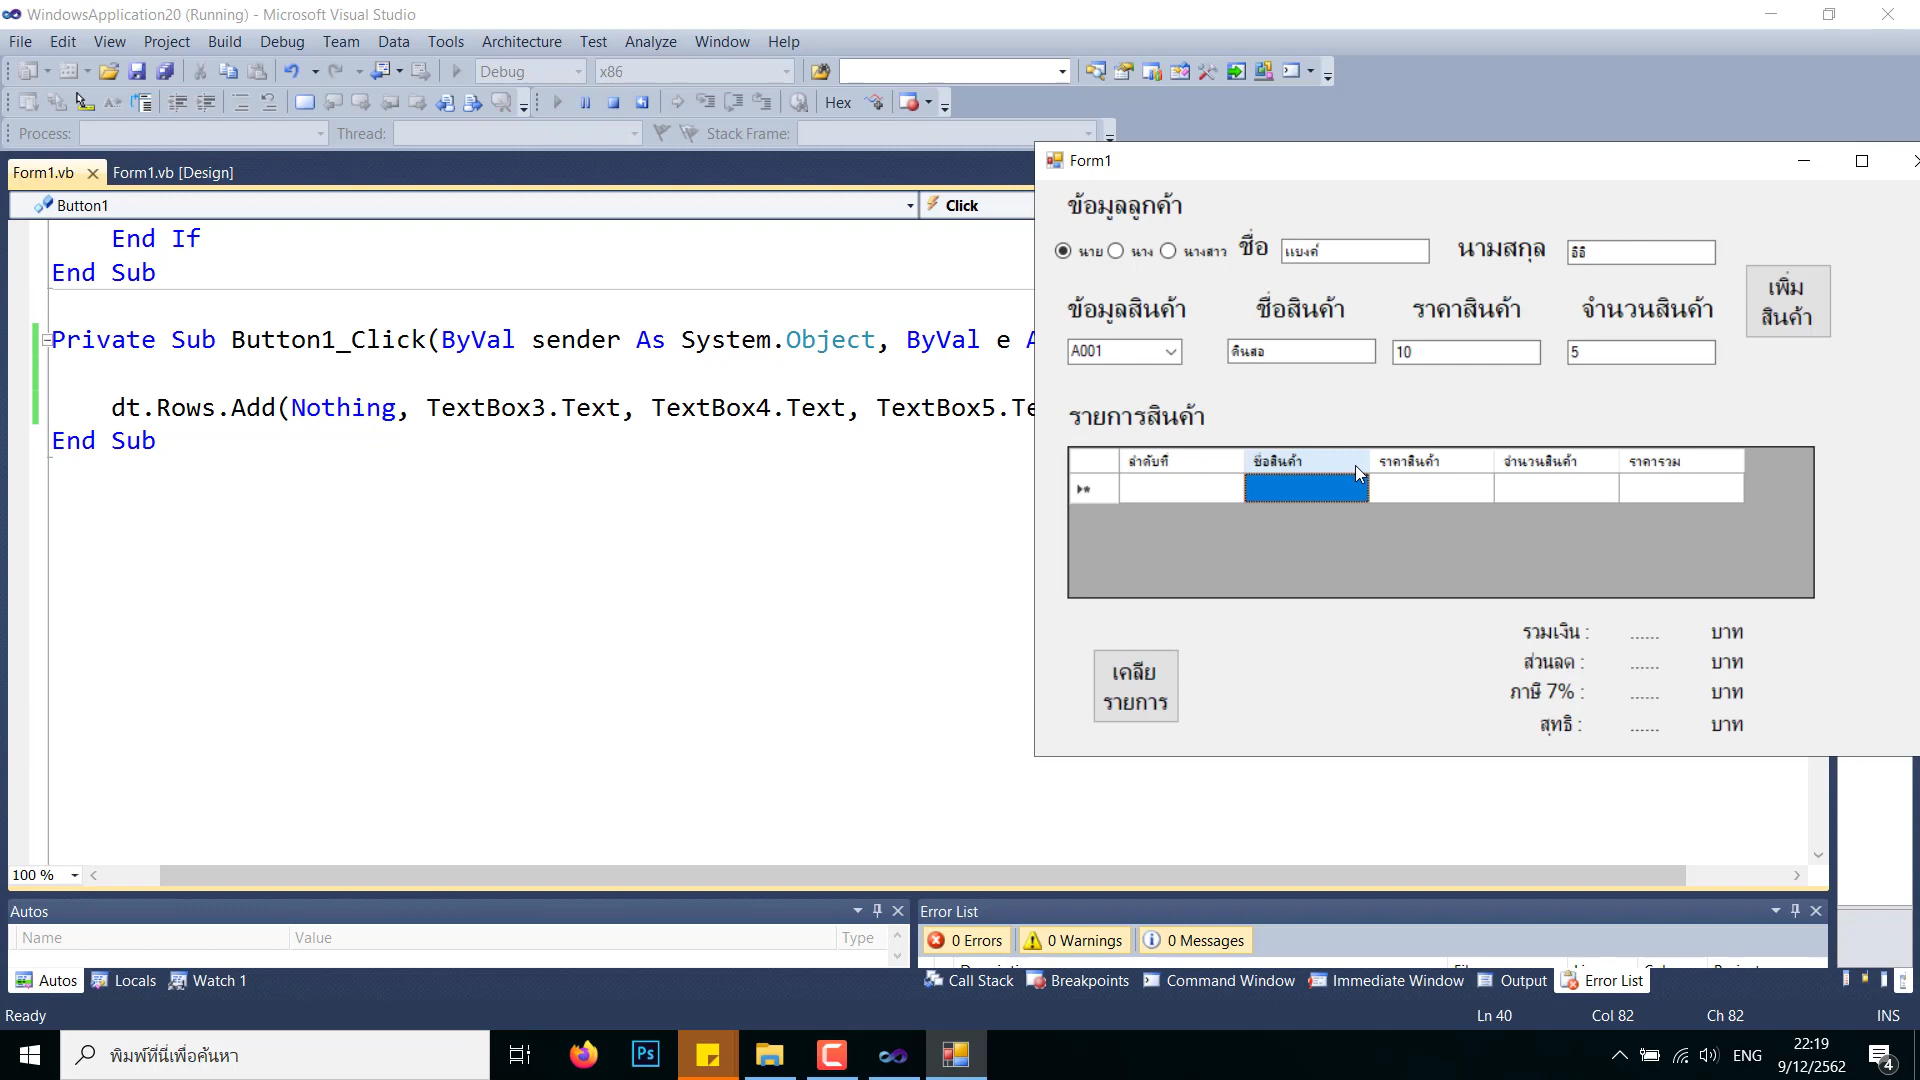 WindowsApplication20 (Running) - Microsoft Visual Studio
File Edit View Project Build Debug Team Data Tools Architecture Test Analyze Window Help
Debug x86
Hex
Process: Thread: Stack Frame:
Form1.vb Form1.vb [Design]
Button1 Click
End If
End Sub
Private Sub Button1_Click(ByVal sender As System.Object, ByVal e A
dt.Rows.Add(Nothing, TextBox3.Text, TextBox4.Text, TextBox5.Te
End Sub
Form1
ข้อมูลลูกค้า
นาย นาง นางสาว ชื่อ แบงค์ นามสกุล อิอิ
เพิ่ม
สินค้า
ข้อมูลสินค้า ชื่อสินค้า ราคาสินค้า จำนวนสินค้า
A001 ดินสอ 10 5
รายการสินค้า
ลำดับที่ ชื่อสินค้า ราคาสินค้า จำนวนสินค้า ราคารวม
รวมเงิน : ...... บาท
ส่วนลด : ...... บาท
ภาษี 7% : ...... บาท
สุทธิ : ...... บาท
เคลีย
รายการ
100 %
Autos
Name Value Type
Autos Locals Watch 1
Error List
0 Errors 0 Warnings 0 Messages
Call Stack Breakpoints Command Window Immediate Window Output Error List
Ready Ln 40 Col 82 Ch 82 INS
พิมพ์ที่นี่เพื่อค้นหา
Ps
ENG
22:19
9/12/2562
4